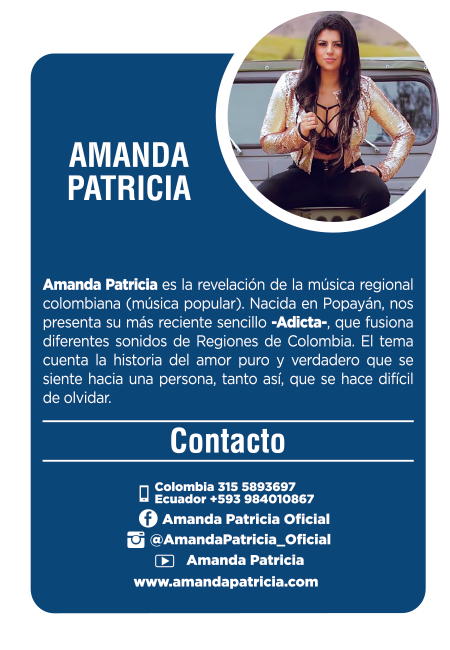 AMANDA
PATRICIA
Amanda Patricia es la revelación de la música regional
colombiana (música popular). Nacida en Popayán, nos
presenta su más reciente sencillo -Adicta-, que fusiona
diferentes sonidos de Regiones de Colombia. El tema
cuenta la historia del amor puro y verdadero que se
siente hacia una persona, tanto así, que se hace difícil
de olvidar.
Contacto
Colombia 315 5893697
Ecuador +593 984010867
Amanda Patricia Oficial
@AmandaPatricia_Oficial
Amanda Patricia
www.amandapatricia.com